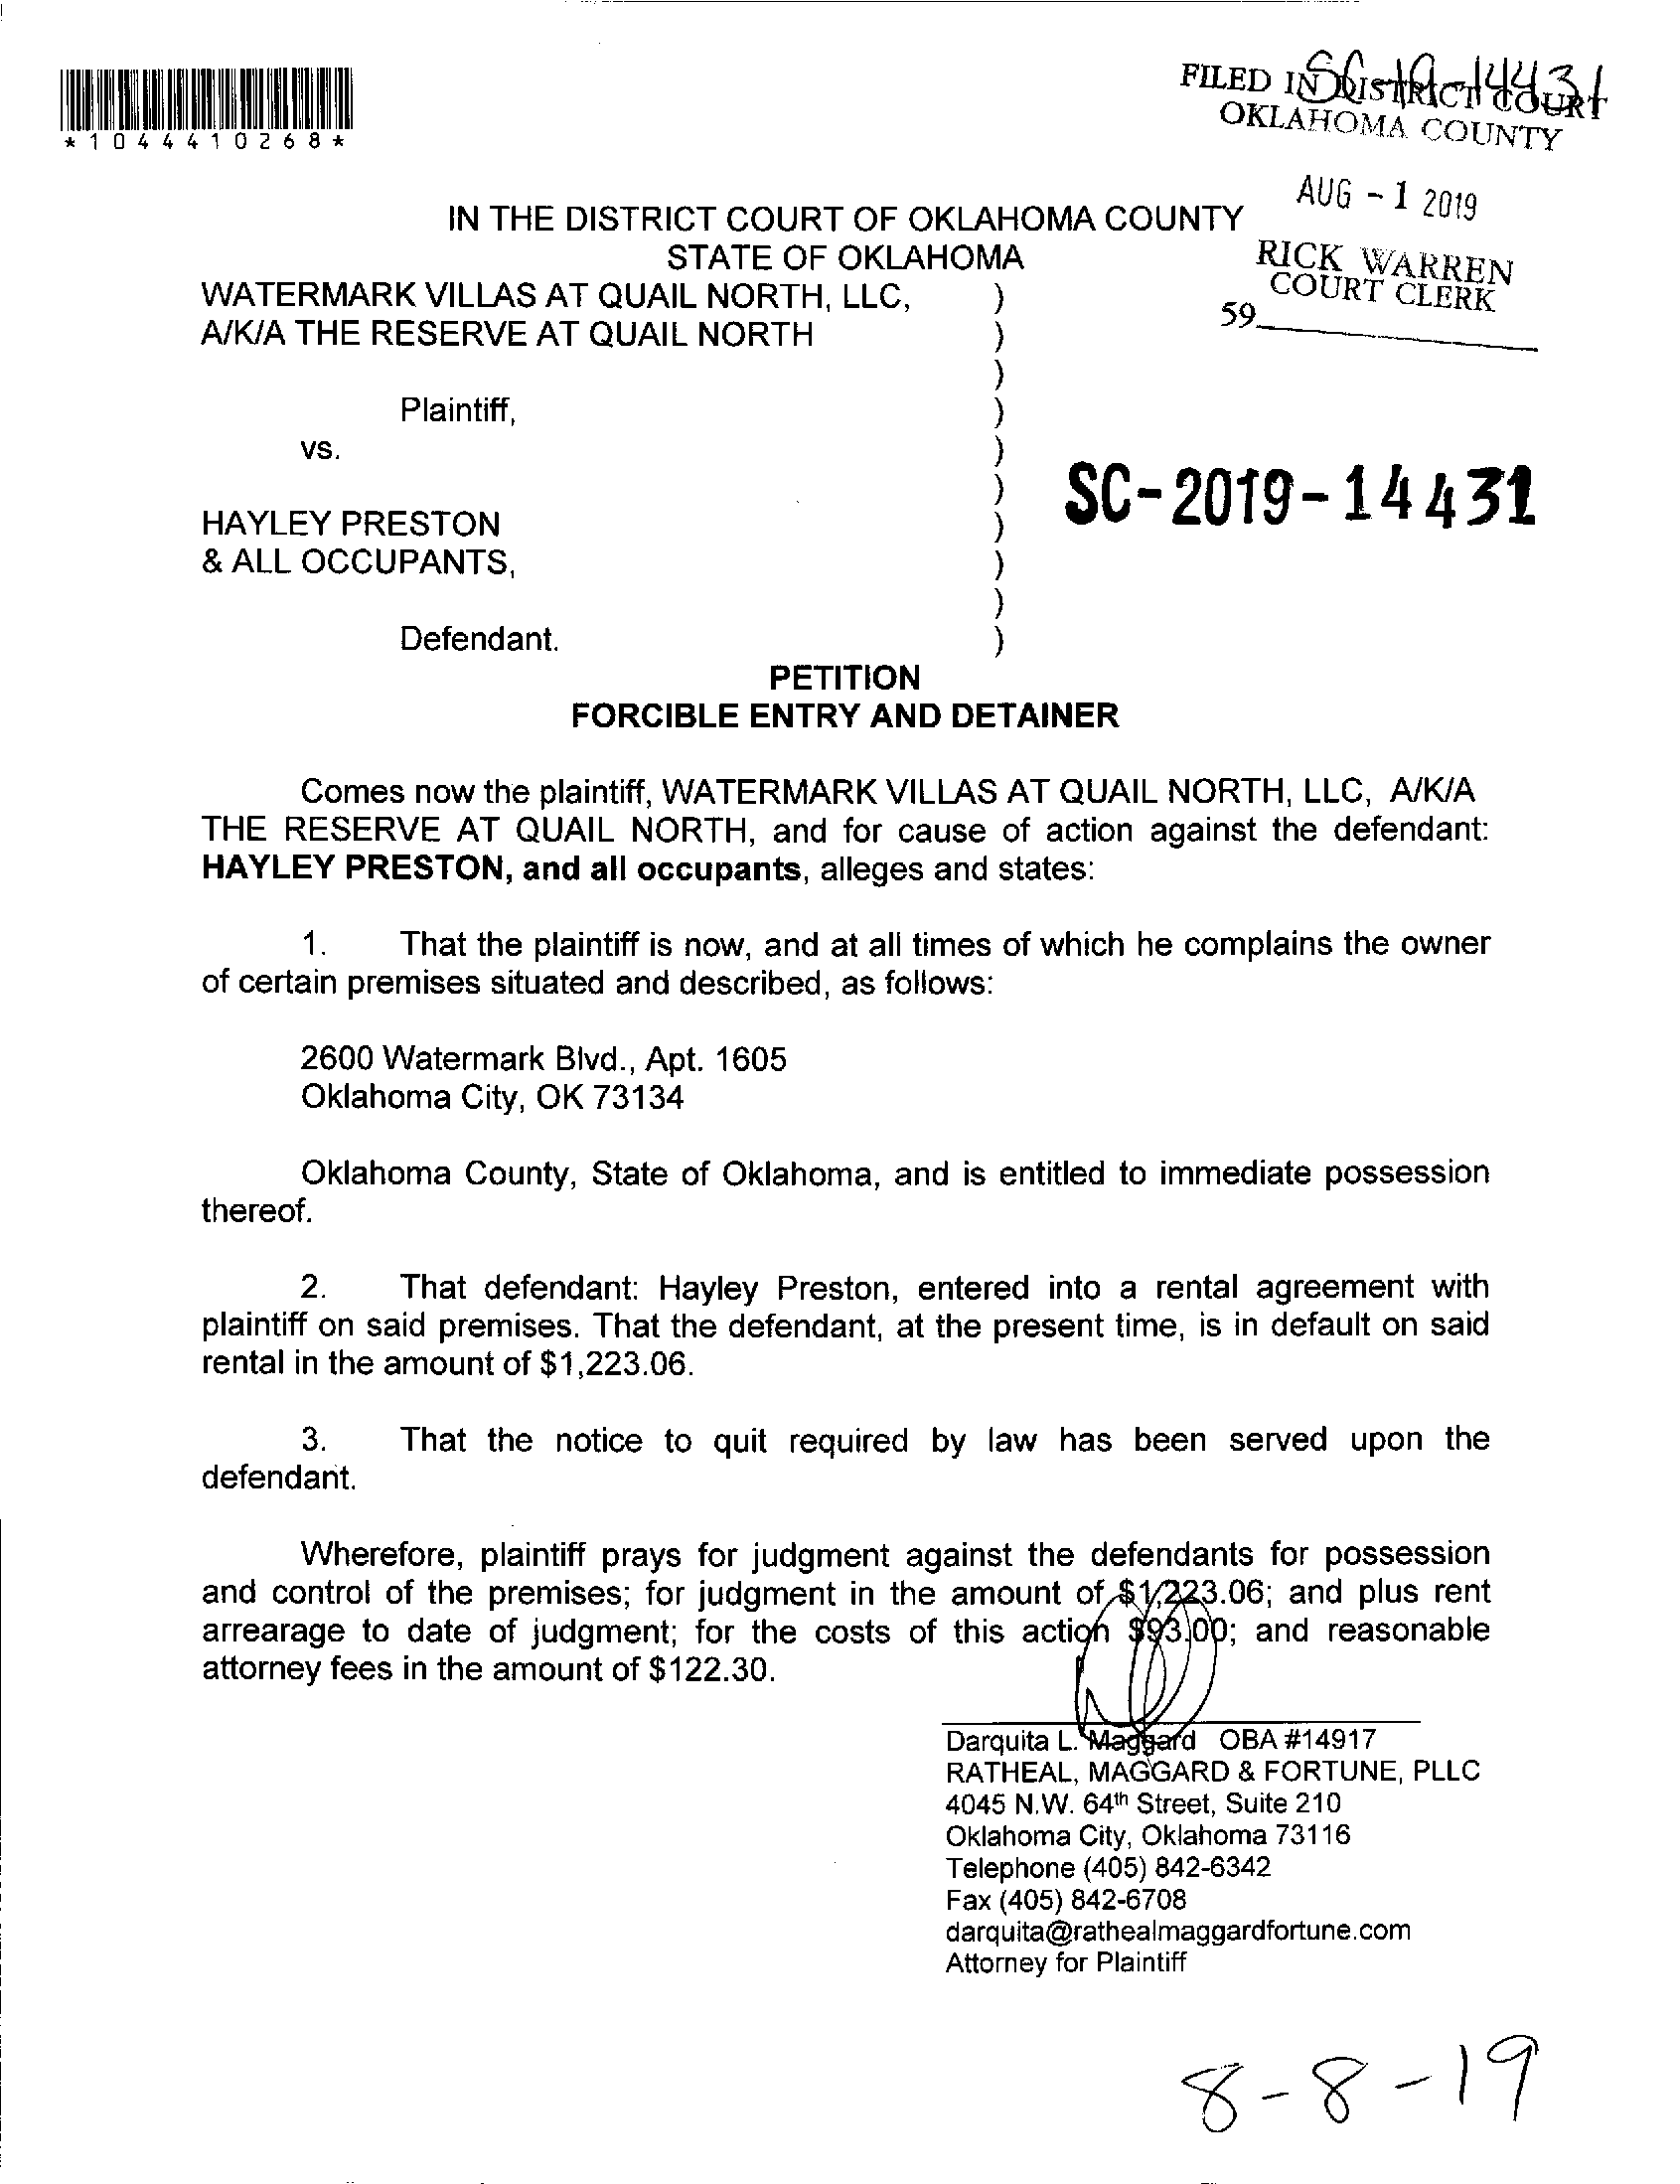 SC-19-14431
FILED IN DISTRICT COURT
OKLAHOMA COUNTY
*1044410268*
AUG - 1 2019
IN THE DISTRICT COURT OF OKLAHOMA COUNTY
STATE OF OKLAHOMA
RICK WARREN
COURT CLERK
59
WATERMARK VILLAS AT QUAIL NORTH, LLC, )
A/K/A THE RESERVE AT QUAIL NORTH )
)
Plaintiff, )
vs. )
)
SC-2019-14431
HAYLEY PRESTON )
& ALL OCCUPANTS, )
)
Defendant. )
PETITION
FORCIBLE ENTRY AND DETAINER
Comes now the plaintiff, WATERMARK VILLAS AT QUAIL NORTH, LLC, A/K/A
THE RESERVE AT QUAIL NORTH, and for cause of action against the defendant:
HAYLEY PRESTON, and all occupants, alleges and states:
1. That the plaintiff is now, and at all times of which he complains the owner
of certain premises situated and described, as follows:
2600 Watermark Blvd., Apt. 1605
Oklahoma City, OK 73134
Oklahoma County, State of Oklahoma, and is entitled to immediate possession
thereof.
2. That defendant: Hayley Preston, entered into a rental agreement with
plaintiff on said premises. That the defendant, at the present time, is in default on said
rental in the amount of $1,223.06.
3. That the notice to quit required by law has been served upon the
defendant.
Wherefore, plaintiff prays for judgment against the defendants for possession
and control of the premises; for judgment in the amount of $1,223.06; and plus rent
arrearage to date of judgment; for the costs of this action $93.00; and reasonable
attorney fees in the amount of $122.30.
Darquita L. Maggard OBA #14917
RATHEAL, MAGGARD & FORTUNE, PLLC
4045 N.W. 64th Street, Suite 210
Oklahoma City, Oklahoma 73116
Telephone (405) 842-6342
Fax (405) 842-6708
darquita@rathealmaggardfortune.com
Attorney for Plaintiff
8-8-19